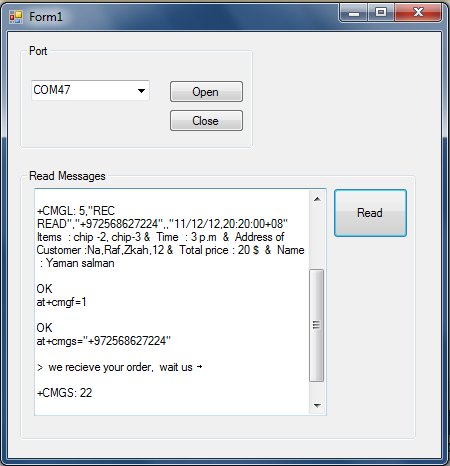 Form1
Port
COM47
Open
Close
Read Messages
+CMGL: 5,"REC
READ","+972568627224",,"11/12/12,20:20:00+08"
Items  : chip -2, chip-3 &  Time  : 3 p.m  &  Address of
Customer :Na,Raf,Zkah,12 &  Total price : 20 $  &  Name
: Yaman salman
OK
at+cmgf=1
OK
at+cmgs="+972568627224"
>  we recieve your order,  wait us →
+CMGS: 22
Read